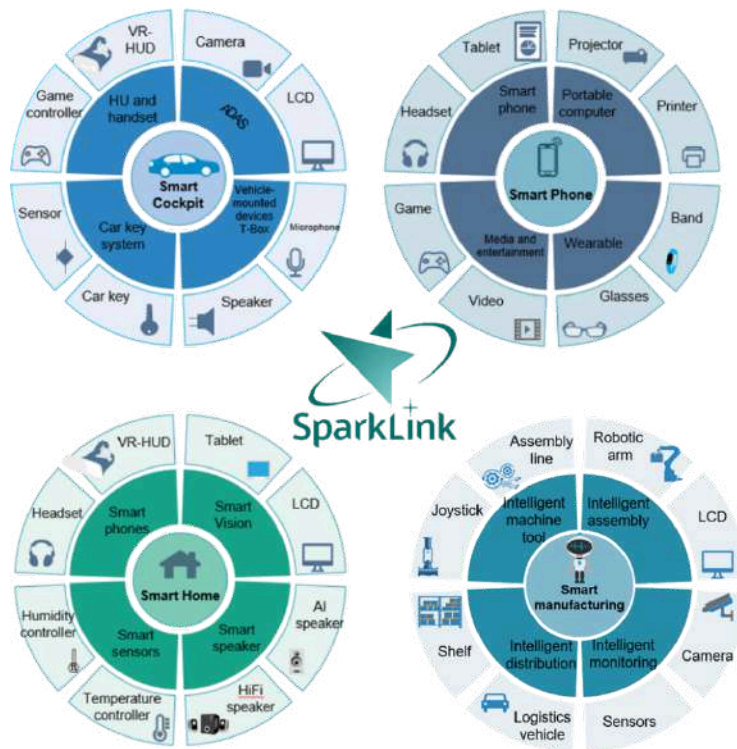 VR-
HUD
Camera
Game
controller
HU and
handset
ADAS
LCD
Smart
Cockpit
Sensor
Car key
system
Vehicle-
mounted
devices
T-Box
Microphone
Car key
Speaker
Tablet
Projector
Headset
Smart
phone
Portable
computer
Printer
Smart Phone
Game
Media and
entertainment
Wearable
Band
Video
Glasses
SparkLink
VR-HUD
Tablet
Headset
Smart
phones
Smart
Vision
LCD
Smart Home
Humidity
controller
Smart
sensors
Smart
speaker
AI
speaker
Temperature
controller
HiFi
speaker
Assembly
line
Robotic
arm
Joystick
Intelligent
machine
tool
Intelligent
assembly
LCD
Smart
manufacturing
Shelf
Intelligent
distribution
Intelligent
monitoring
Camera
Logistics
vehicle
Sensors